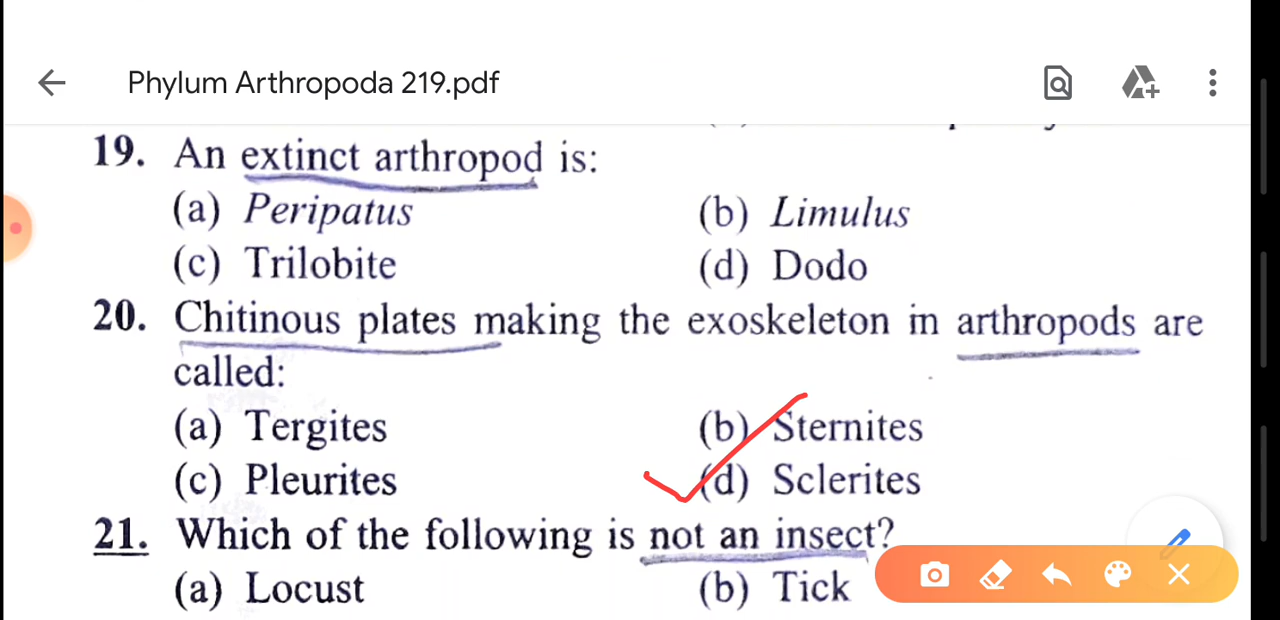 Phylum Arthropoda 219.pdf
19. An extinct arthropod is:
(a) Peripatus (b) Limulus
(c) Trilobite (d) Dodo
20. Chitinous plates making the exoskeleton in arthropods are
called:
(a) Tergites (b) Sternites
(c) Pleurites (d) Sclerites
21. Which of the following is not an insect?
(a) Locust (b) Tick